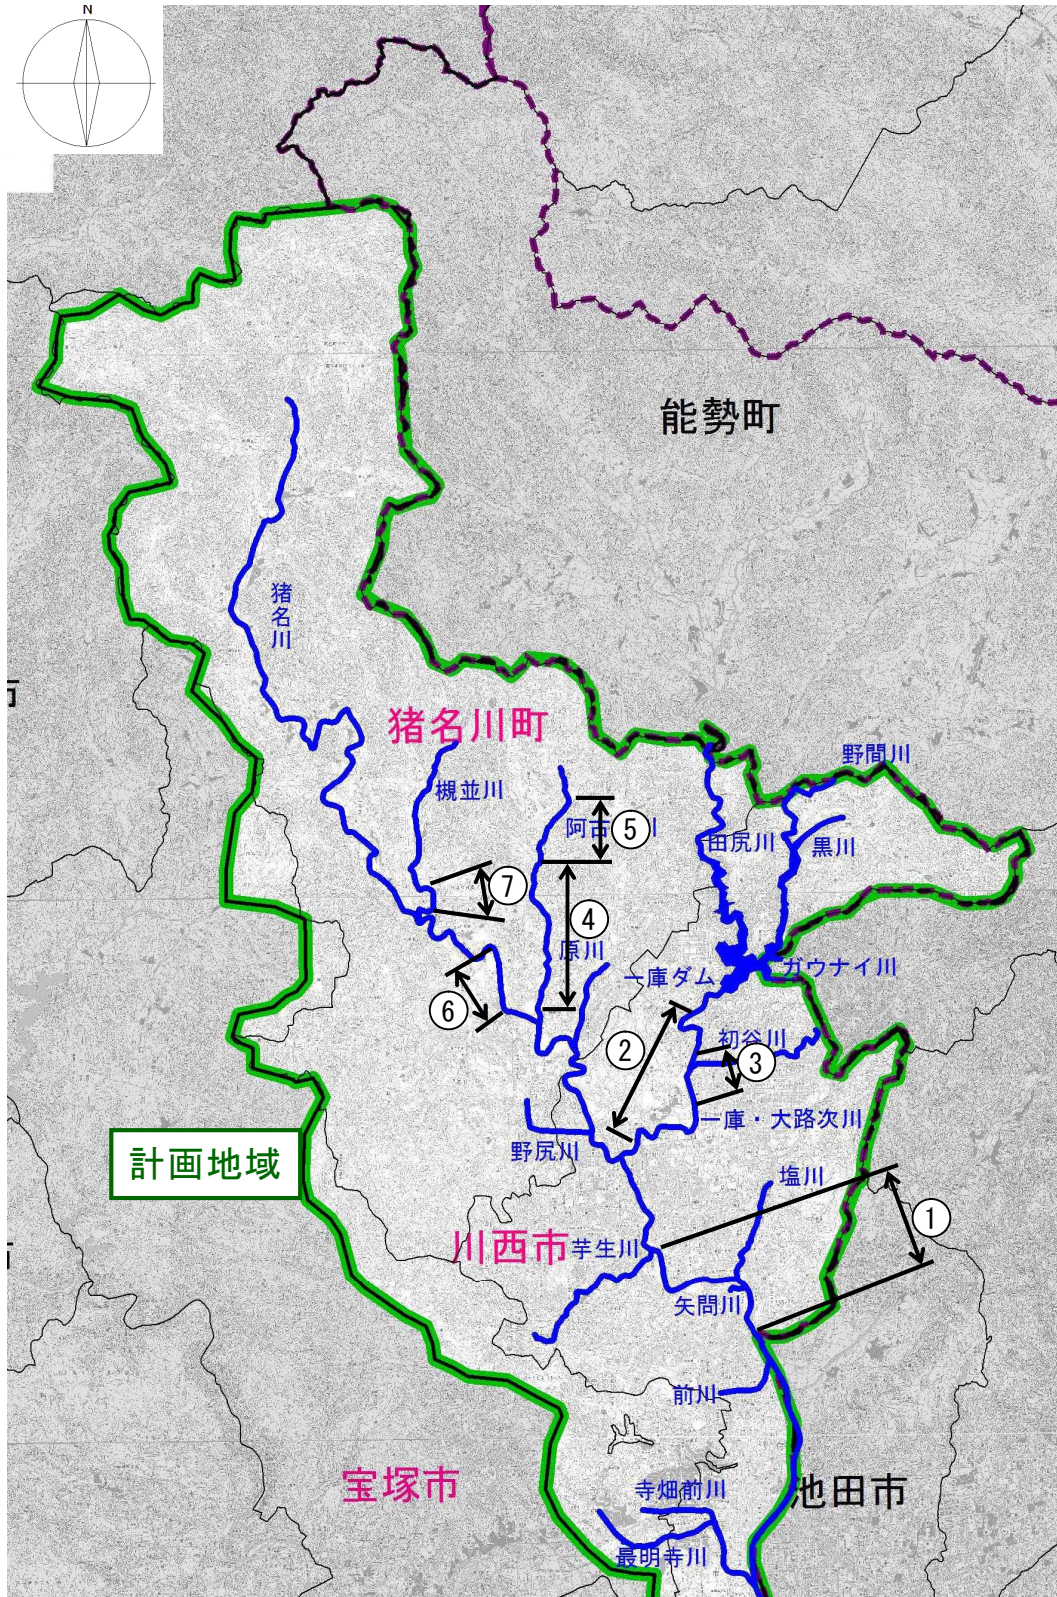 N
能勢町
猪名川
猪名川町
野間川
槻並川
阿古
川
⑤
田尻川
黒川
⑦
④
原川
一庫ダム
ガウナイ川
⑥
②
初谷川
③
一庫・大路次川
野尻川
計画地域
塩川
①
川西市
芋生川
矢問川
前川
宝塚市
寺畑前川
池田市
最明寺川